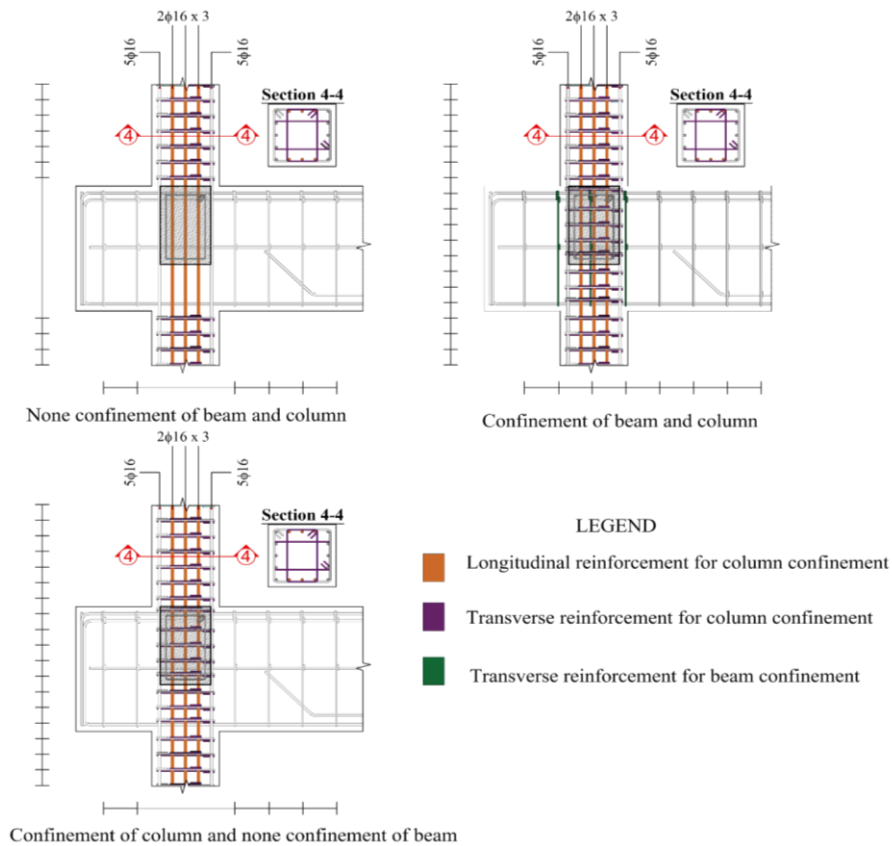 2ϕ16 x 3
5ϕ16
5ϕ16
Section 4-4
4
4
None confinement of beam and column
2ϕ16 x 3
5ϕ16
5ϕ16
Section 4-4
4
4
Confinement of beam and column
2ϕ16 x 3
5ϕ16
5ϕ16
Section 4-4
4
4
Confinement of column and none confinement of beam
LEGEND
Longitudinal reinforcement for column confinement
Transverse reinforcement for column confinement
Transverse reinforcement for beam confinement